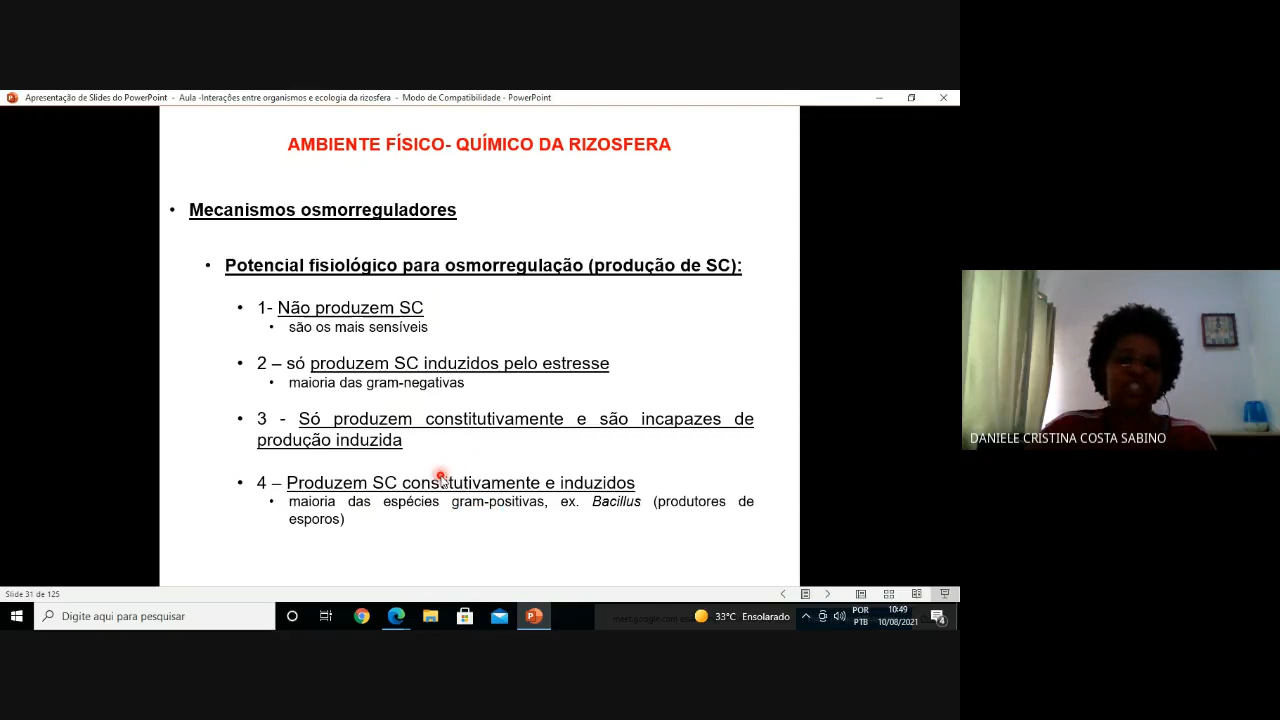 Apresentação de Slides do PowerPoint - Aula -Interações entre organismos e ecologia da rizosfera - Modo de Compatibilidade - PowerPoint
AMBIENTE FÍSICO- QUÍMICO DA RIZOSFERA
• Mecanismos osmorreguladores
• Potencial fisiológico para osmorregulação (produção de SC):
• 1- Não produzem SC
• são os mais sensíveis
• 2 – só produzem SC induzidos pelo estresse
• maioria das gram-negativas
• 3 - Só produzem constitutivamente e são incapazes de
produção induzida
• 4 – Produzem SC constitutivamente e induzidos
• maioria das espécies gram-positivas, ex. Bacillus (produtores de
esporos)
DANIELE CRISTINA COSTA SABINO
Slide 31 de 125
Digite aqui para pesquisar
33°C Ensolarado
POR
PTB
10:49
10/08/2021
4